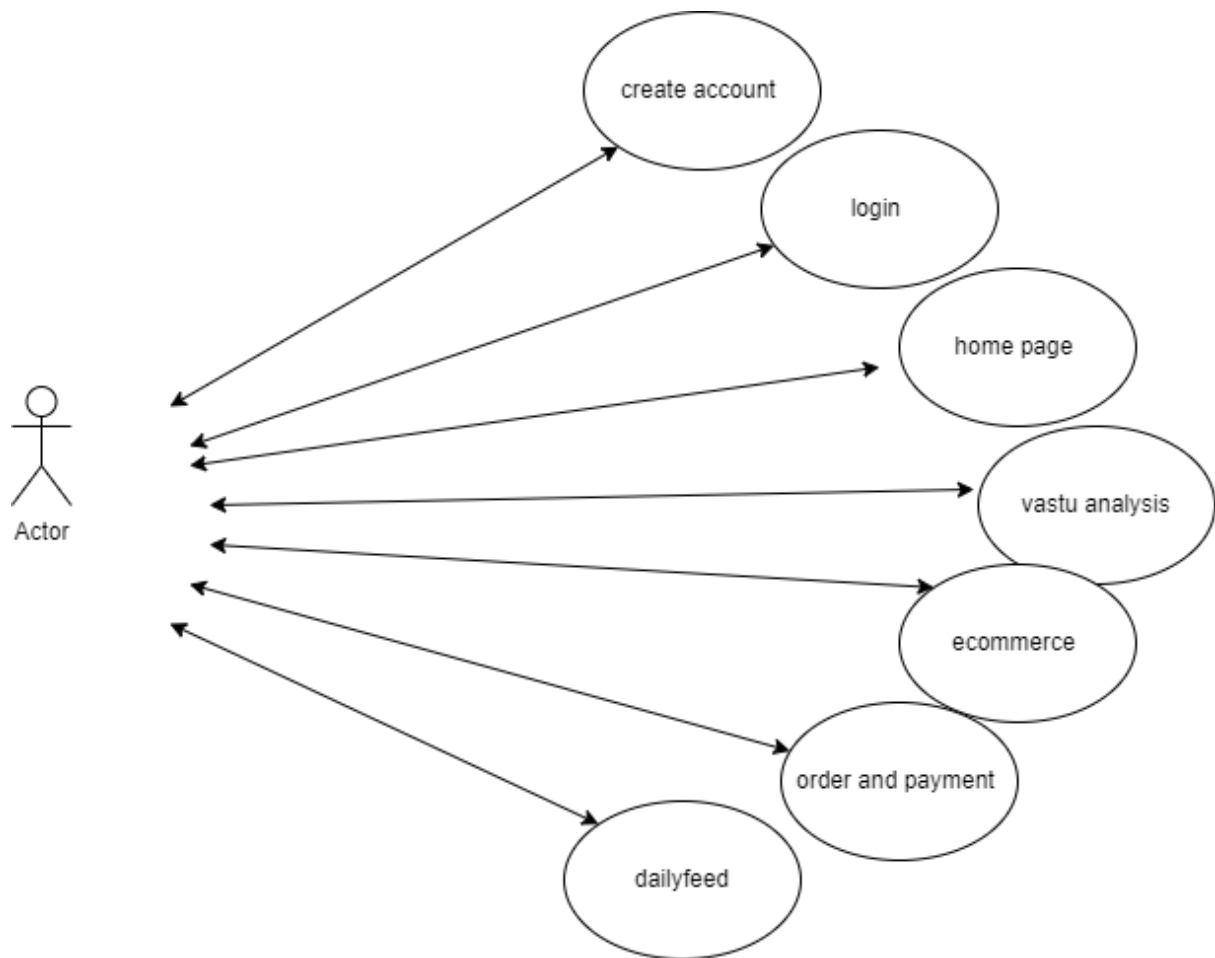 create account
login
home page
Actor
vastu analysis
ecommerce
order and payment
dailyfeed